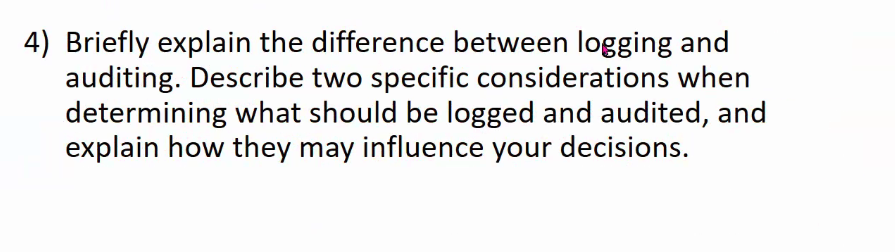 4) Briefly explain the difference between logging and
auditing. Describe two specific considerations when
determining what should be logged and audited, and
explain how they may influence your decisions.